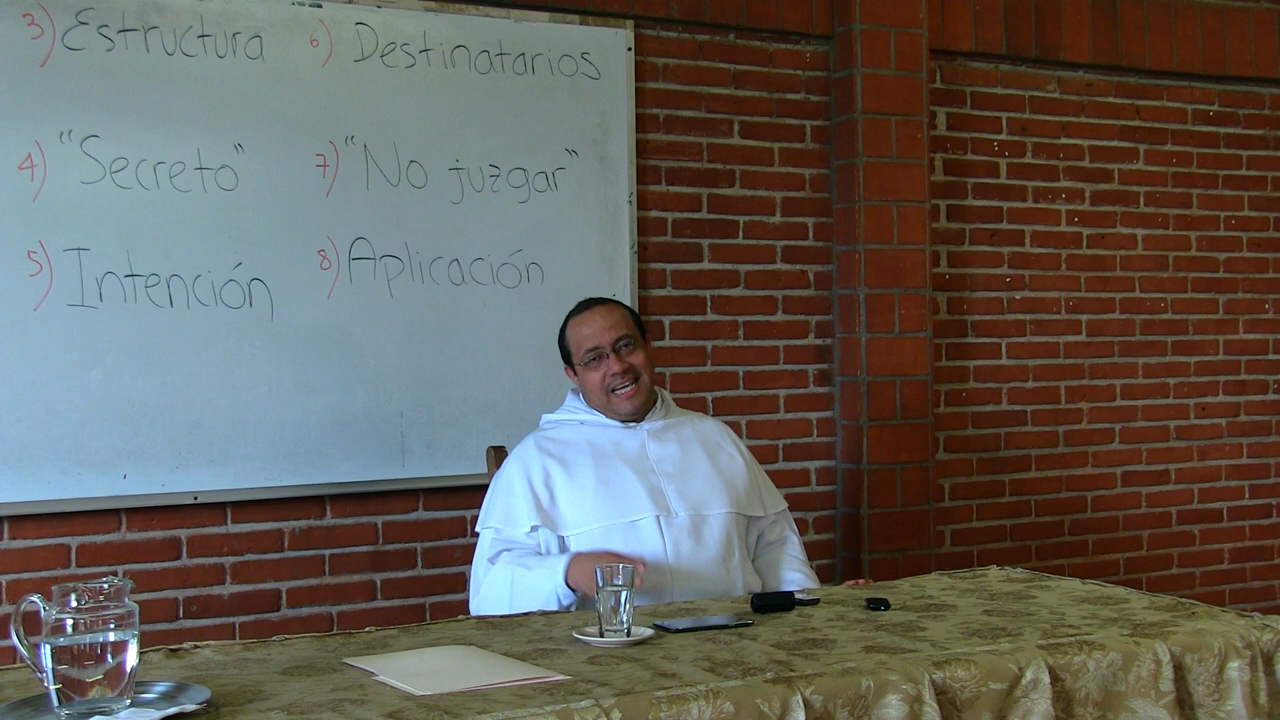 3) Estructura
4) "Secreto"
5) Intención
6) Destinatarios
7) "No juzgar"
8) Aplicación